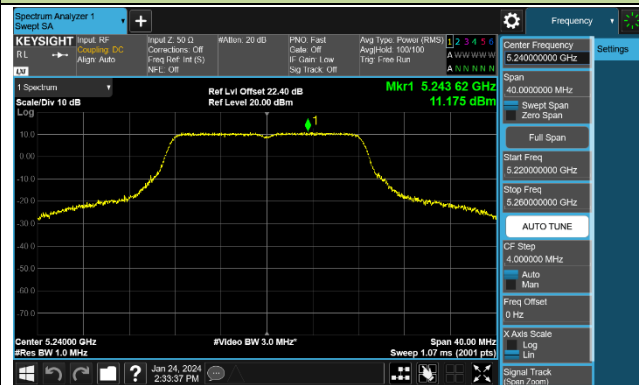 Spectrum Analyzer 1
Swept SA
Frequency
KEYSIGHT
RL
LXI
Input: RF
Coupling: DC
Align: Auto
Input Z: 50 Ω
Corrections: Off
Freq Ref: Int (S)
NFE: Off
#Atten: 20 dB
PNO: Fast
Gate: Off
IF Gain: Low
Sig Track: Off
Avg Type: Power (RMS)
Avg|Hold: 100/100
Trig: Free Run
1 2 3 4 5 6
A W W W W W
A N N N N N
1 Spectrum
Scale/Div 10 dB
Log
Ref Lvl Offset 22.40 dB
Ref Level 20.00 dBm
Mkr1 5.243 62 GHz
11.175 dBm
1
10.0
0.00
-10.0
-20.0
-30.0
-40.0
-50.0
-60.0
-70.0
Center 5.24000 GHz
#Res BW 1.0 MHz
#Video BW 3.0 MHz*
Span 40.00 MHz
Sweep 1.07 ms (2001 pts)
Jan 24, 2024
2:33:37 PM
Center Frequency
5.240000000 GHz
Span
40.0000000 MHz
Swept Span
Zero Span
Full Span
Start Freq
5.220000000 GHz
Stop Freq
5.260000000 GHz
AUTO TUNE
CF Step
4.000000 MHz
Auto
Man
Freq Offset
0 Hz
X Axis Scale
Log
Lin
Signal Track
(Span Zoom)
Settings